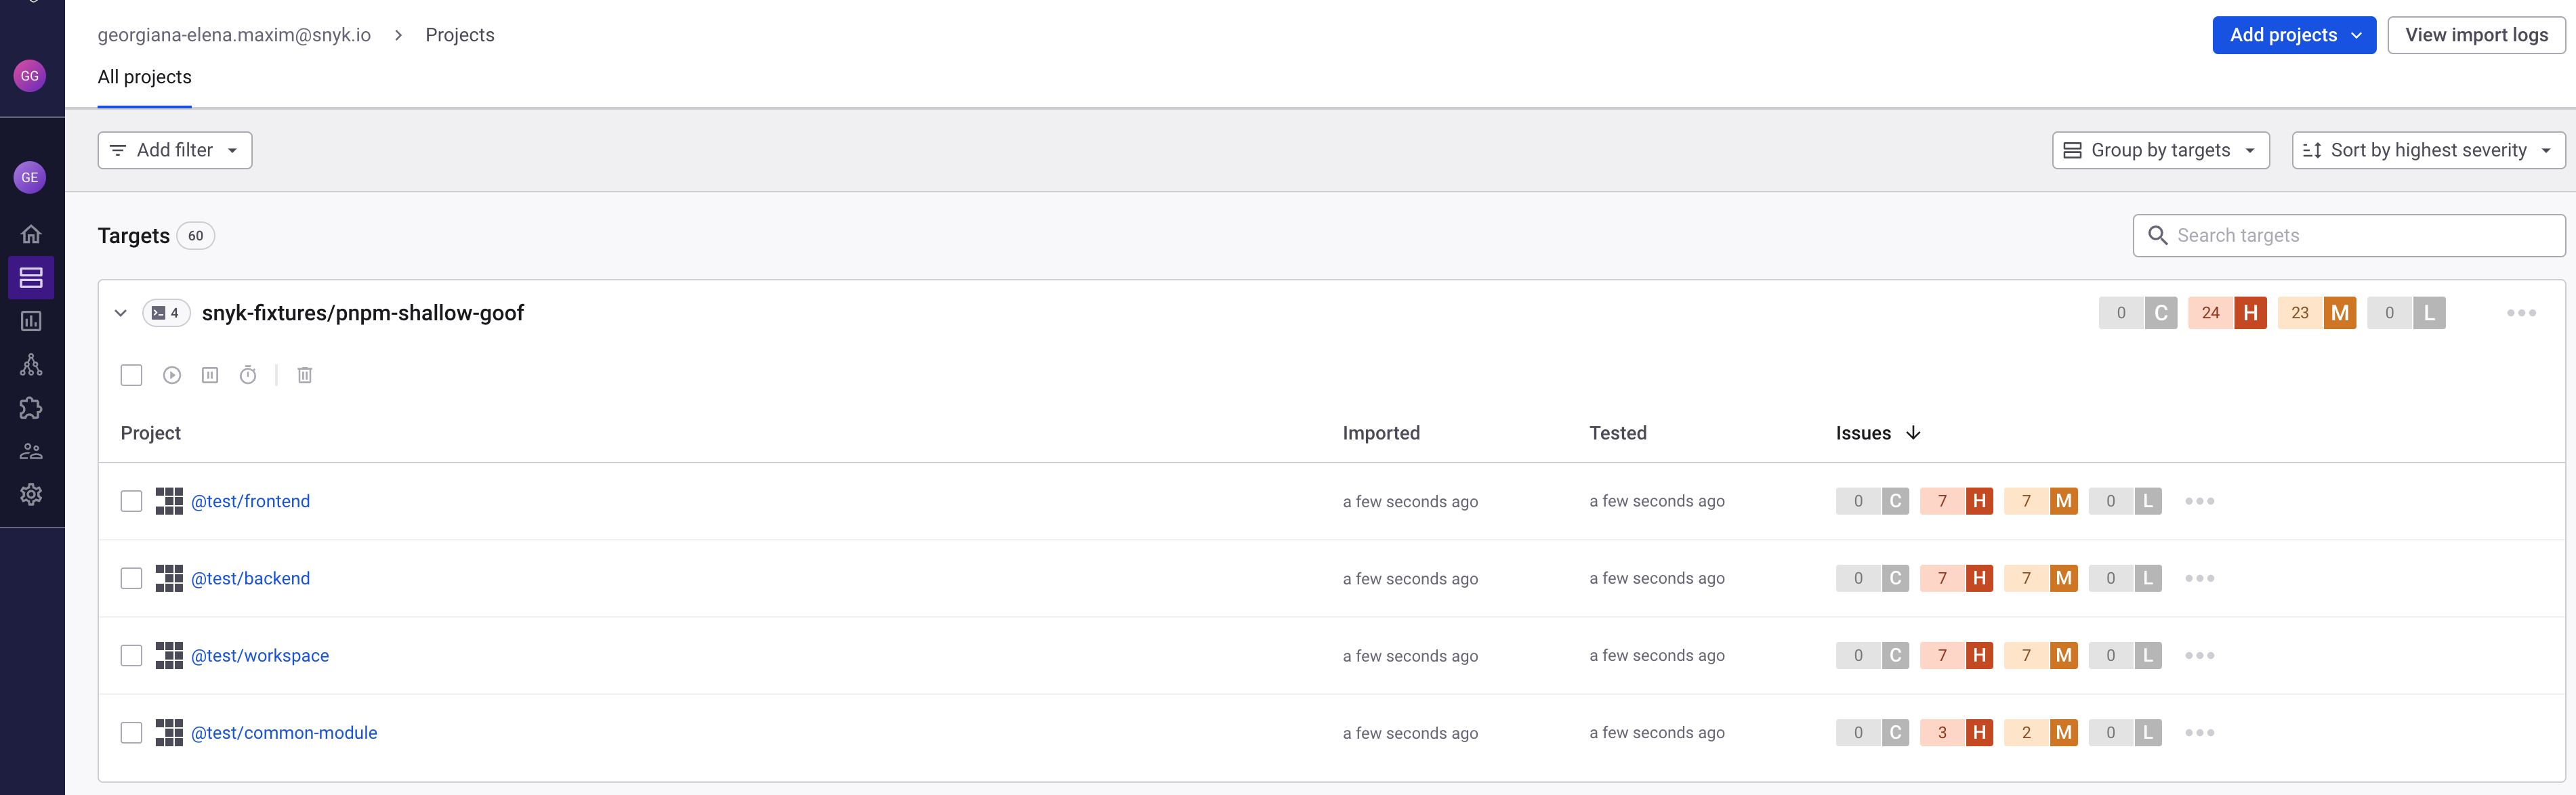 georgiana-elena.maxim@snyk.io > Projects
Add projects
View import logs
GG
All projects
Add filter
Group by targets
Sort by highest severity
GE
Targets 60
Search targets
4 snyk-fixtures/pnpm-shallow-goof
0 C 24 H 23 M 0 L
Project Imported Tested Issues
@test/frontend a few seconds ago a few seconds ago 0 C 7 H 7 M 0 L
@test/backend a few seconds ago a few seconds ago 0 C 7 H 7 M 0 L
@test/workspace a few seconds ago a few seconds ago 0 C 7 H 7 M 0 L
@test/common-module a few seconds ago a few seconds ago 0 C 3 H 2 M 0 L